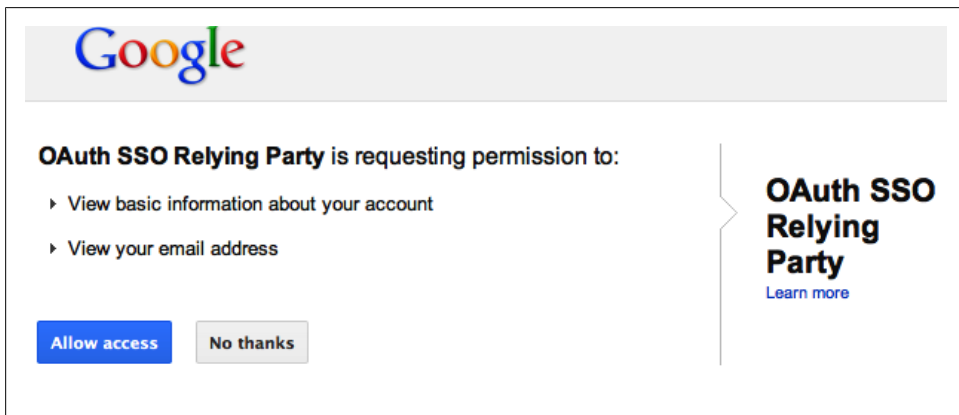 Google
OAuth SSO Relying Party is requesting permission to:
View basic information about your account
View your email address
Allow access
No thanks
OAuth SSO
Relying
Party
Learn more